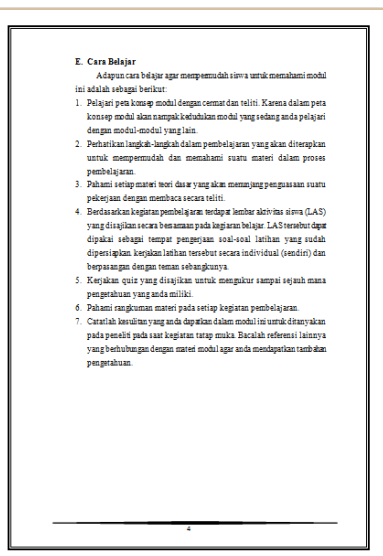 E. Cara Belajar
Adapun cara belajar agar mempermudah siswa untuk memahami modul
ini adalah sebagai berikut:
1. Pelajari peta konsep modul dengan cermat dan teliti. Karena dalam peta
konsep modul akan nampak kedudukan modul yang sedang anda pelajari
dengan modul-modul yang lain.
2. Perhatikan langkah-langkah dalam pembelajaran yang akan diterapkan
untuk mempermudah dan memahami suatu materi dalam proses
pembelajaran.
3. Pahami setiap materi teori dasar yang akan menunjang penguasaan suatu
pekerjaan dengan membaca secara teliti.
4. Berdasarkan kegiatan pembelajaran terdapat lembar aktivitas siswa (LAS)
yang disajikan secara bersamaan pada kegiaran belajar. LAS tersebut dapat
dipakai sebagai tempat pengerjaan soal-soal latihan yang sudah
dipersiapkan kerjakan latihan tersebut secara individual (sendiri) dan
berpasangan dengan teman sebangkunya.
5. Kerjakan quiz yang disajikan untuk mengukur sampai sejauh mana
pengetahuan yang anda miliki.
6. Pahami rangkuman materi pada setiap kegiatan pembelajaran.
7. Catatlah kesulitan yang anda dapatkan dalam modul ini untuk ditanyakan
pada peneliti pada saat kegiatan tatap muka. Bacalah referensi lainnya
yang berhubungan dengan materi modul agar anda mendapatkan tambahan
pengetahuan.
4